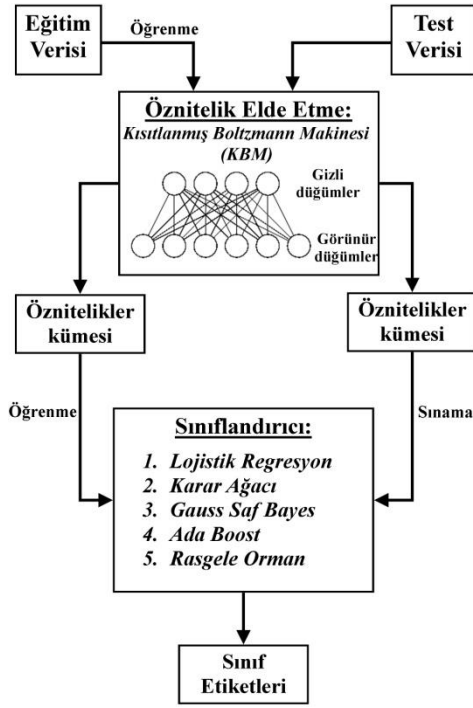 Eğitim
Verisi
Öğrenme
Test
Verisi
Öznitelik Elde Etme:
Kısıtlanmış Boltzmann Makinesi
(KBM)
Gizli
düğümler
Görünür
düğümler
Öznitelikler
kümesi
Öznitelikler
kümesi
Öğrenme
Sınama
Sınıflandırıcı:
1. Lojistik Regresyon
2. Karar Ağacı
3. Gauss Saf Bayes
4. Ada Boost
5. Rasgele Orman
Sınıf
Etiketleri